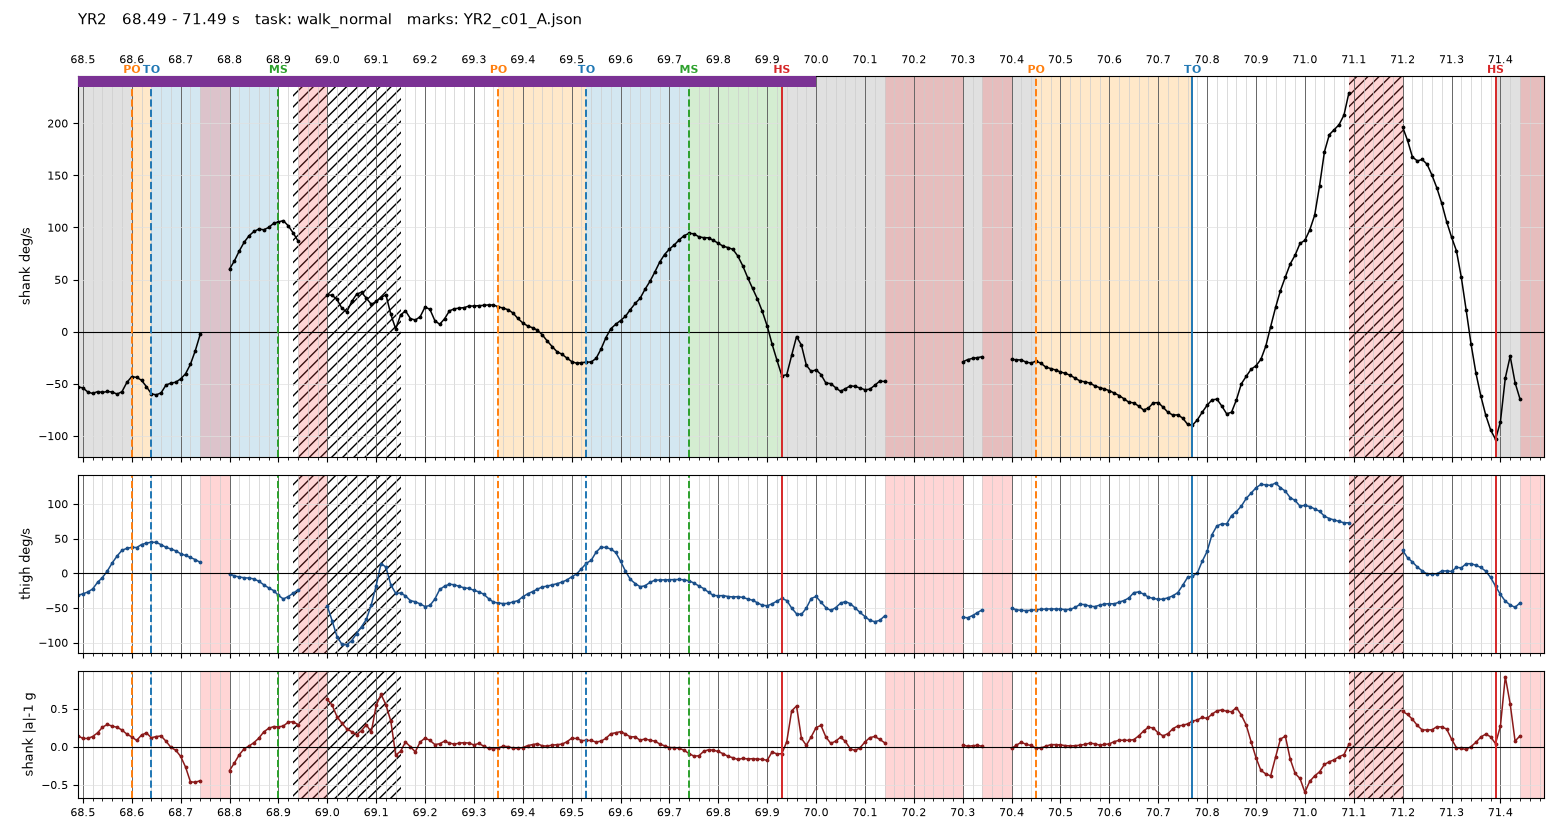 YR2 68.49 - 71.49 s task: walk_normal marks: YR2_c01_A.json
68.5 68.6 68.7 68.8 68.9 69.0 69.1 69.2 69.3 69.4 69.5 69.6 69.7 69.8 69.9 70.0 70.1 70.2 70.3 70.4 70.5 70.6 70.7 70.8 70.9 71.0 71.1 71.2 71.3 71.4
PO TO MS PO TO MS HS PO TO HS
shank deg/s
200
150
100
50
0
−50
−100
thigh deg/s
100
50
0
−50
−100
shank |a|-1 g
0.5
0.0
−0.5
68.5 68.6 68.7 68.8 68.9 69.0 69.1 69.2 69.3 69.4 69.5 69.6 69.7 69.8 69.9 70.0 70.1 70.2 70.3 70.4 70.5 70.6 70.7 70.8 70.9 71.0 71.1 71.2 71.3 71.4